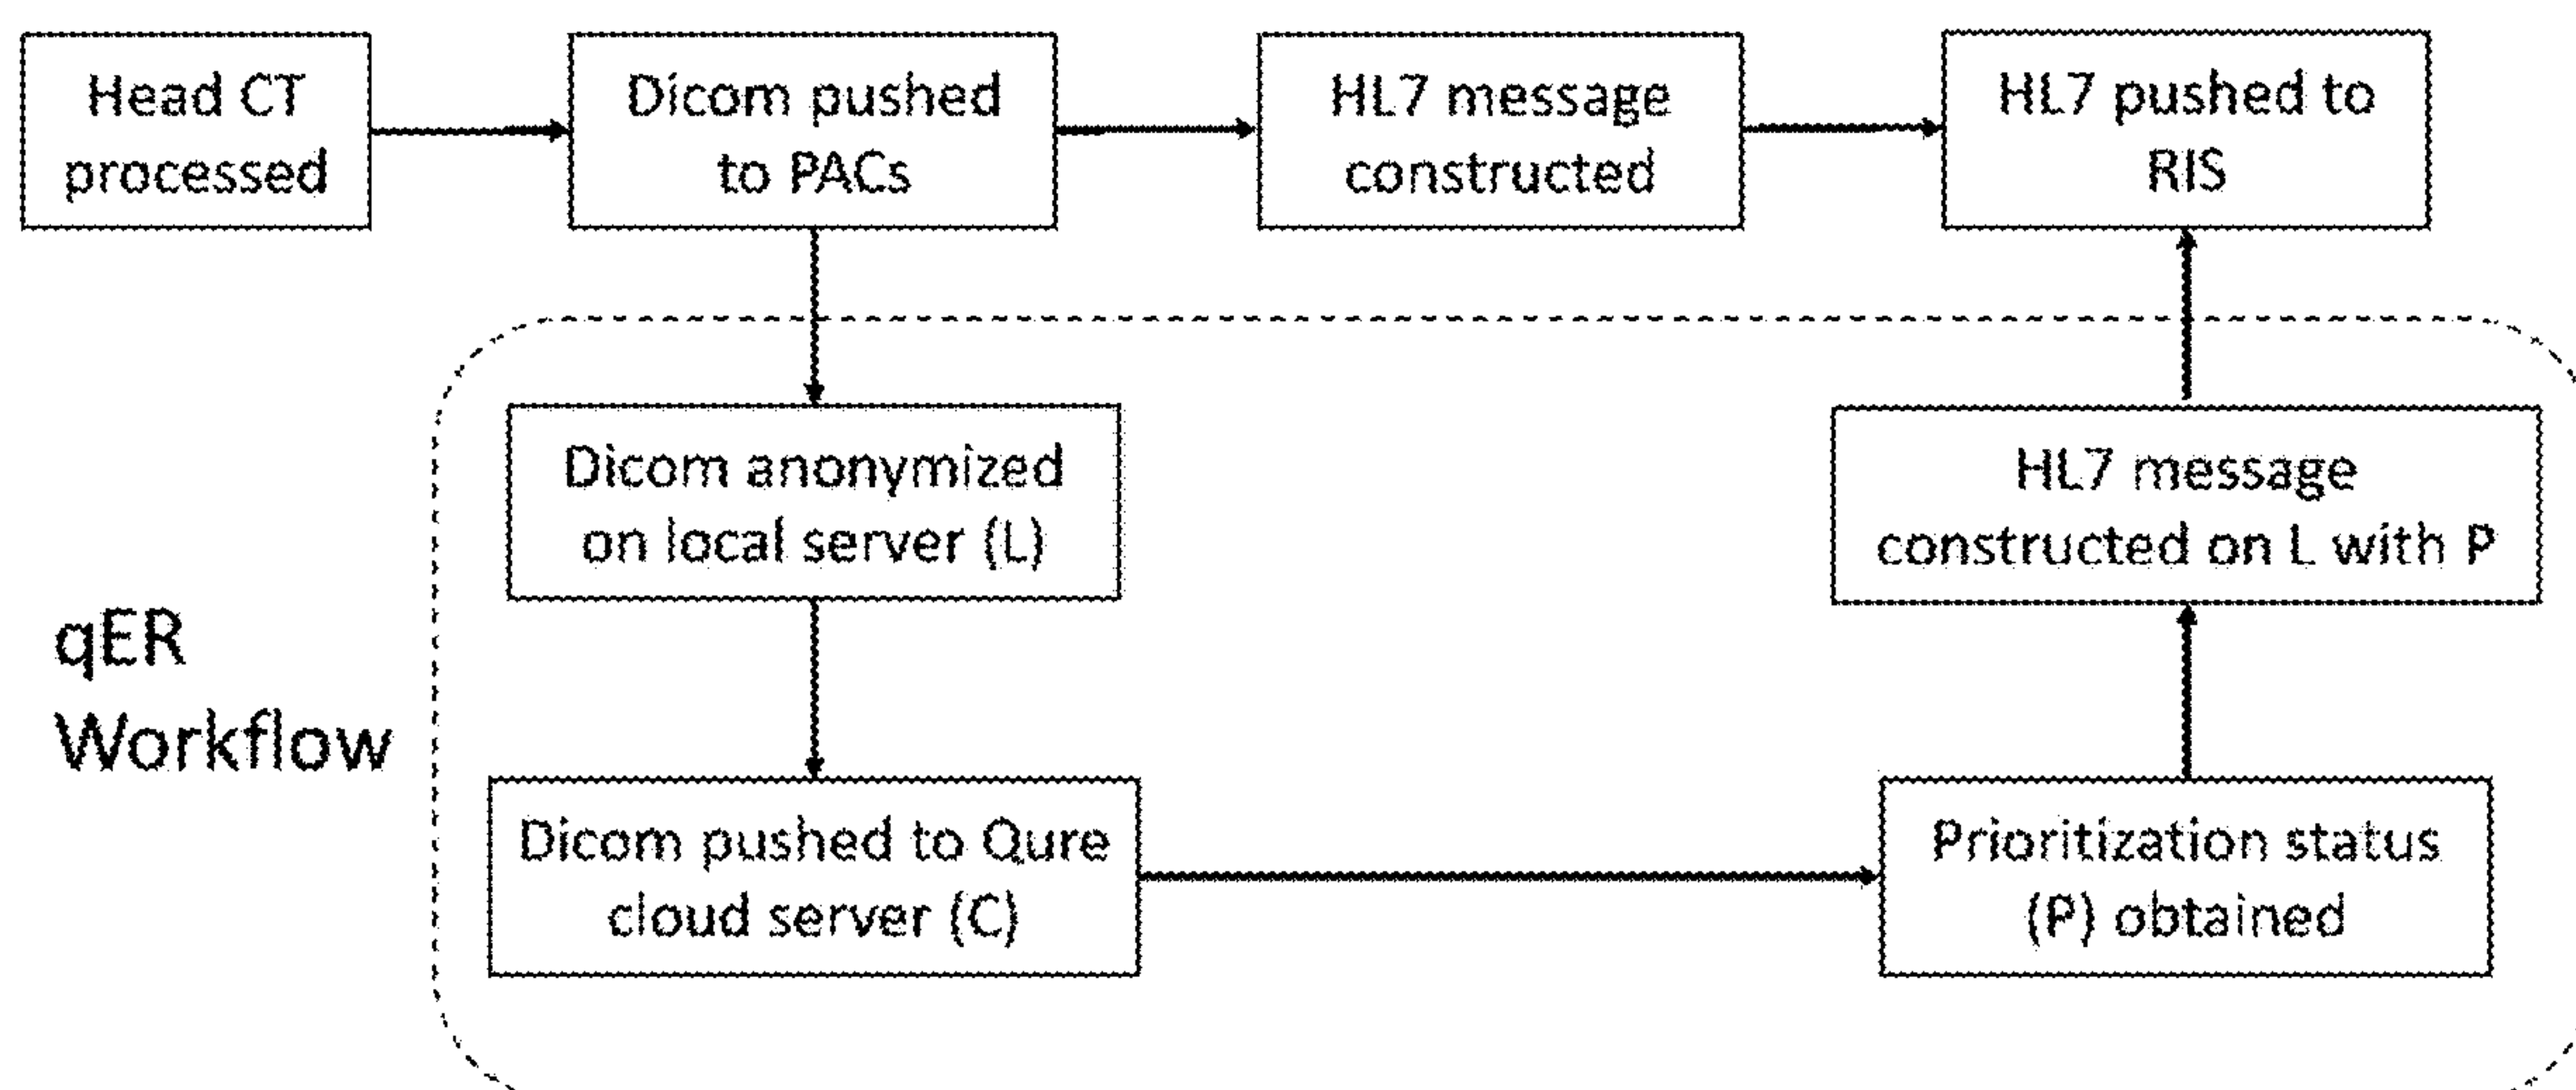 Head CT
processed
Dicom pushed
to PACs
HL7 message
constructed
HL7 pushed to
RIS
Dicom anonymized
on local server (L)
HL7 message
constructed on L with P
qER
Workflow
Dicom pushed to Qure
cloud server (C)
Prioritization status
(P) obtained